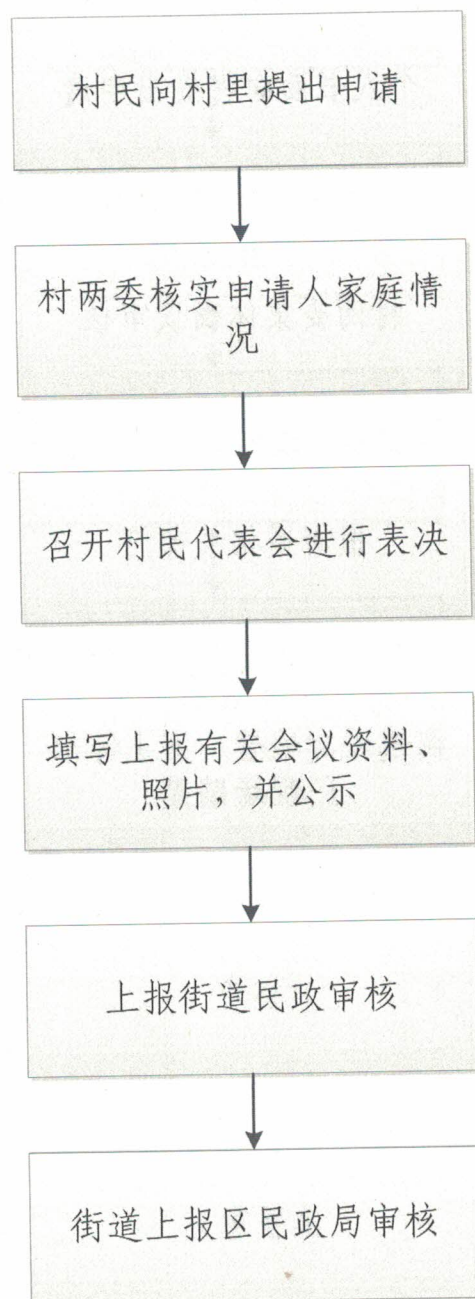 村民向村里提出申请
村两委核实申请人家庭情
况
召开村民代表会进行表决
填写上报有关会议资料、
照片，并公示
上报街道民政审核
街道上报区民政局审核